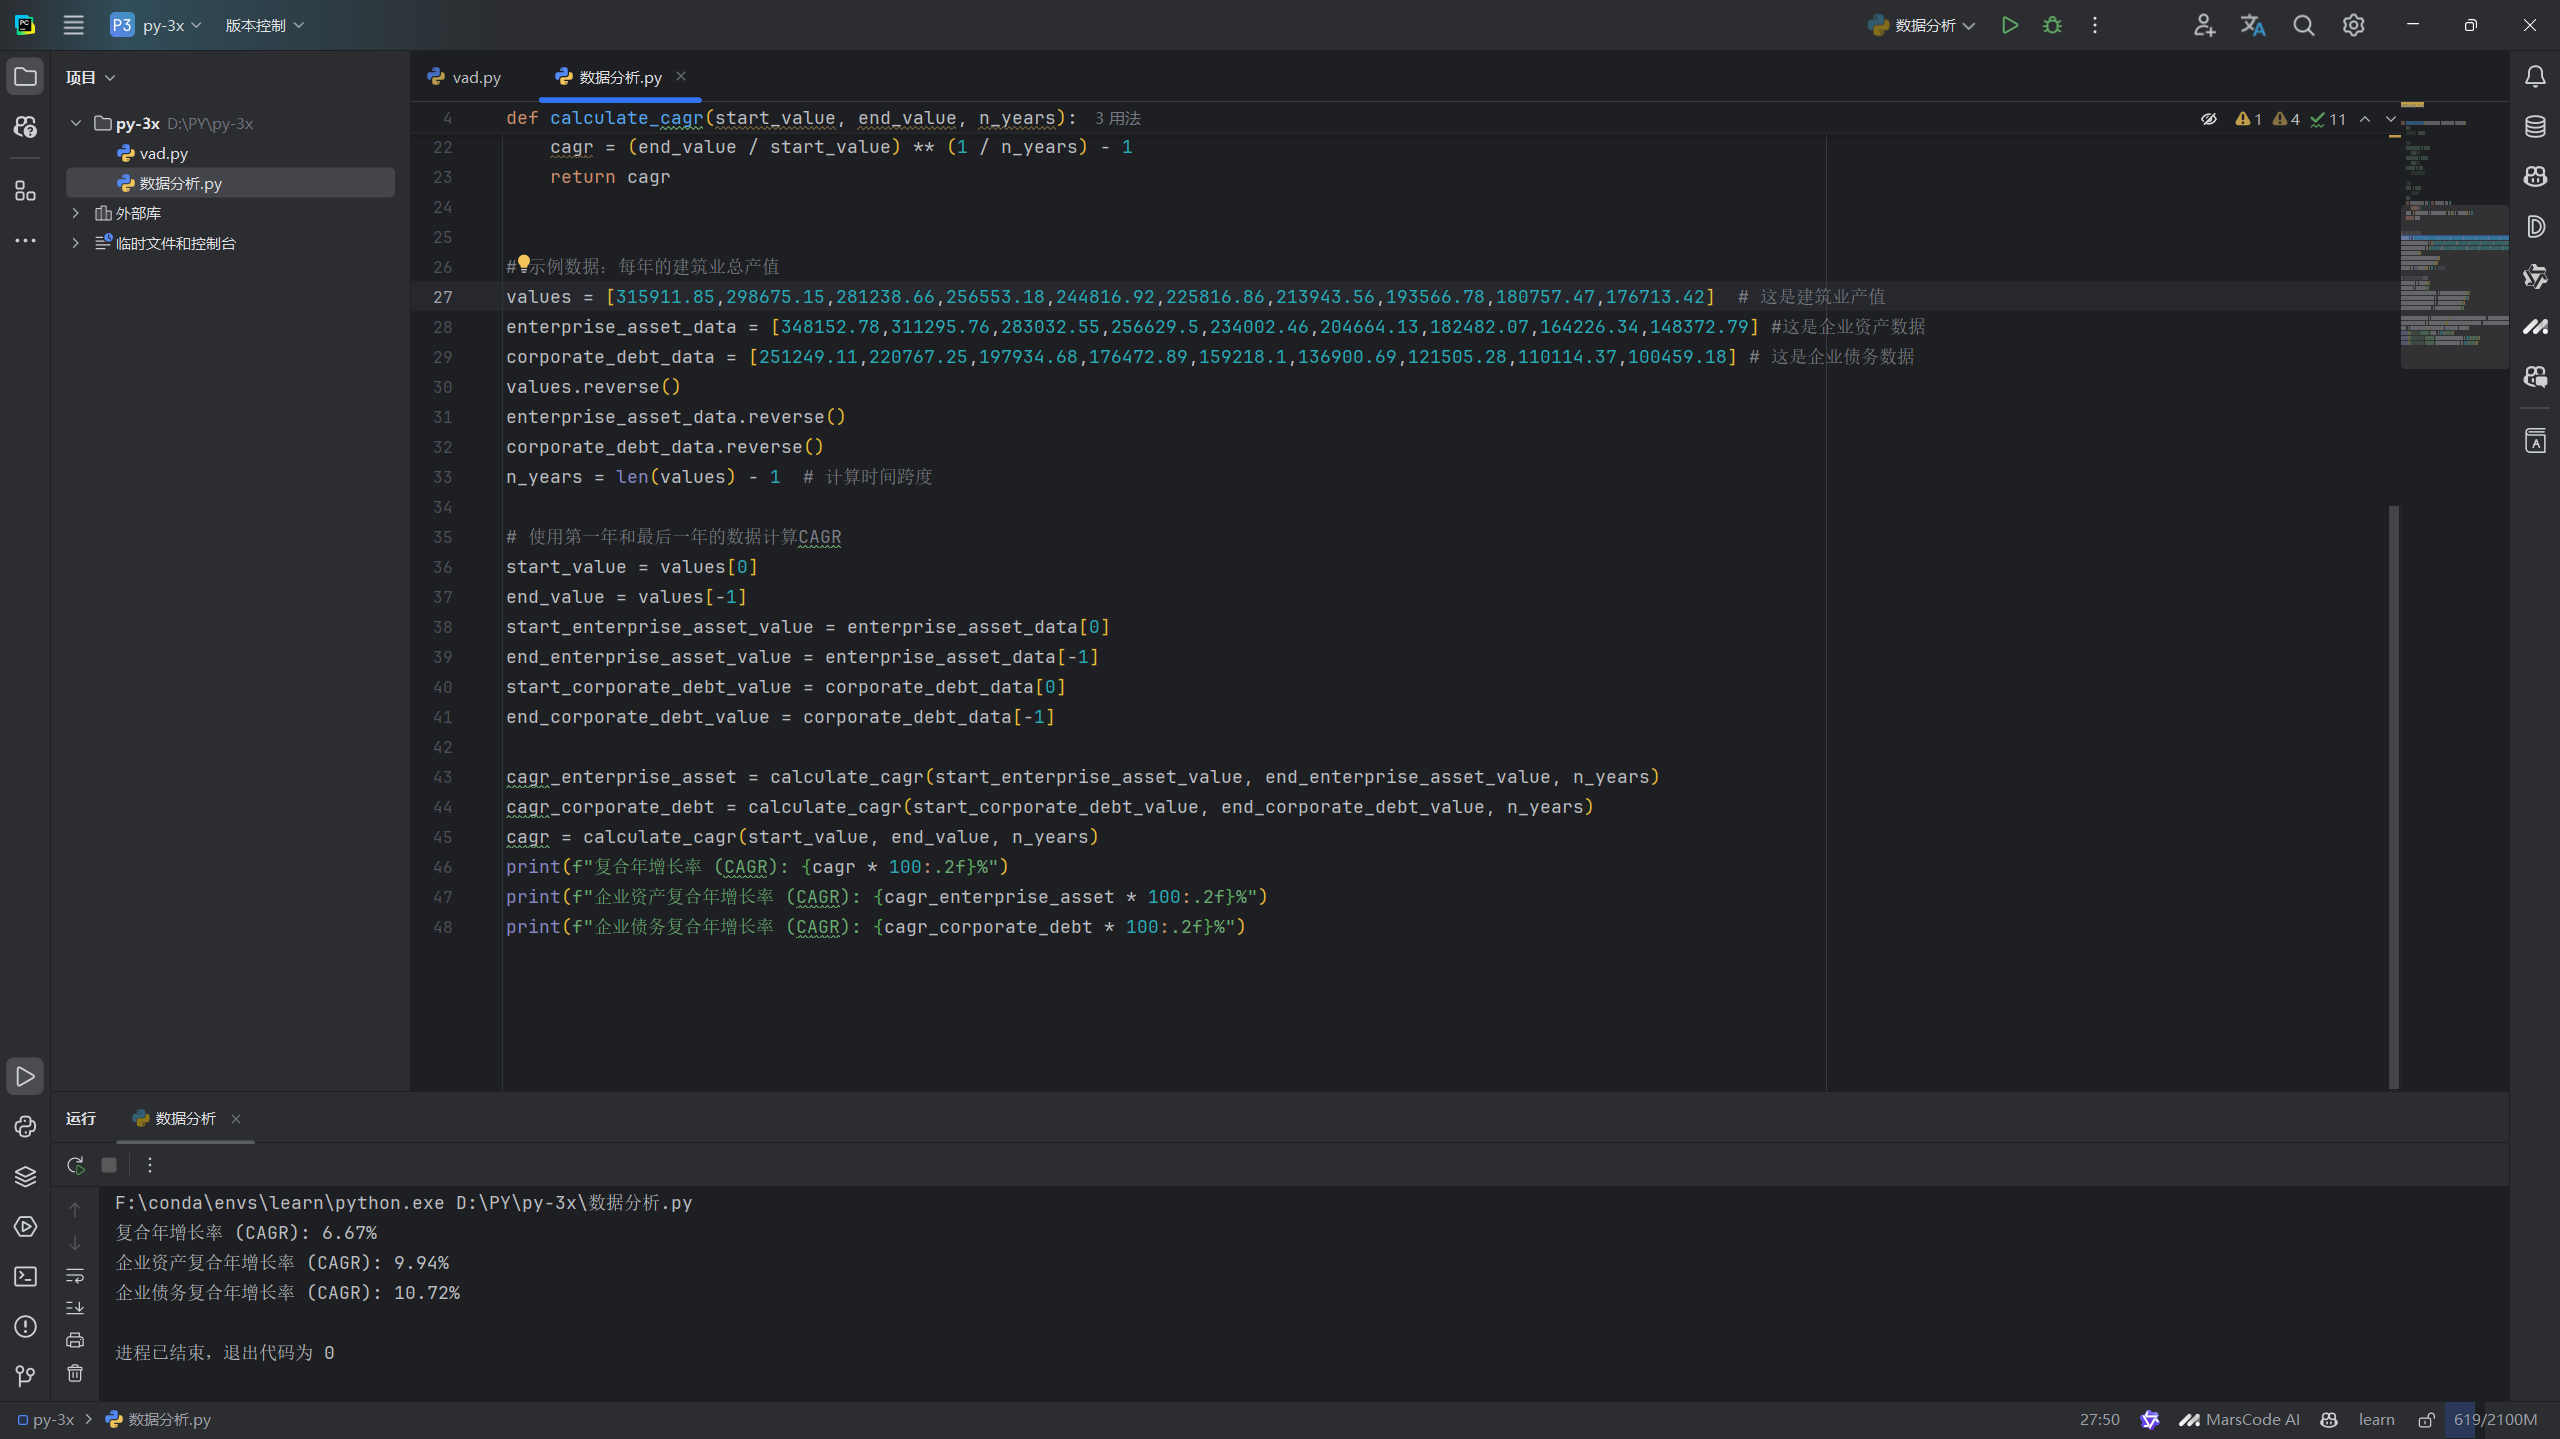 P3 py-3x 版本控制 数据分析
项目
py-3x D:\PY\py-3x
vad.py
数据分析.py
外部库
临时文件和控制台
vad.py 数据分析.py
4 def calculate_cagr(start_value, end_value, n_years): 3 用法
1 4 11
22 cagr = (end_value / start_value) ** (1 / n_years) - 1
23 return cagr
24
25
26 # 示例数据：每年的建筑业总产值
27 values = [315911.85,298675.15,281238.66,256553.18,244816.92,225816.86,213943.56,193566.78,180757.47,176713.42] # 这是建筑业产值
28 enterprise_asset_data = [348152.78,311295.76,283032.55,256629.5,234002.46,204664.13,182482.07,164226.34,148372.79] #这是企业资产数据
29 corporate_debt_data = [251249.11,220767.25,197934.68,176472.89,159218.1,136900.69,121505.28,110114.37,100459.18] # 这是企业债务数据
30 values.reverse()
31 enterprise_asset_data.reverse()
32 corporate_debt_data.reverse()
33 n_years = len(values) - 1 # 计算时间跨度
34
35 # 使用第一年和最后一年的数据计算CAGR
36 start_value = values[0]
37 end_value = values[-1]
38 start_enterprise_asset_value = enterprise_asset_data[0]
39 end_enterprise_asset_value = enterprise_asset_data[-1]
40 start_corporate_debt_value = corporate_debt_data[0]
41 end_corporate_debt_value = corporate_debt_data[-1]
42
43 cagr_enterprise_asset = calculate_cagr(start_enterprise_asset_value, end_enterprise_asset_value, n_years)
44 cagr_corporate_debt = calculate_cagr(start_corporate_debt_value, end_corporate_debt_value, n_years)
45 cagr = calculate_cagr(start_value, end_value, n_years)
46 print(f"复合年增长率 (CAGR): {cagr * 100:.2f}%")
47 print(f"企业资产复合年增长率 (CAGR): {cagr_enterprise_asset * 100:.2f}%")
48 print(f"企业债务复合年增长率 (CAGR): {cagr_corporate_debt * 100:.2f}%")
运行 数据分析
F:\conda\envs\learn\python.exe D:\PY\py-3x\数据分析.py
复合年增长率 (CAGR): 6.67%
企业资产复合年增长率 (CAGR): 9.94%
企业债务复合年增长率 (CAGR): 10.72%
进程已结束，退出代码为 0
py-3x 数据分析.py
27:50 MarsCode AI learn 619/2100M